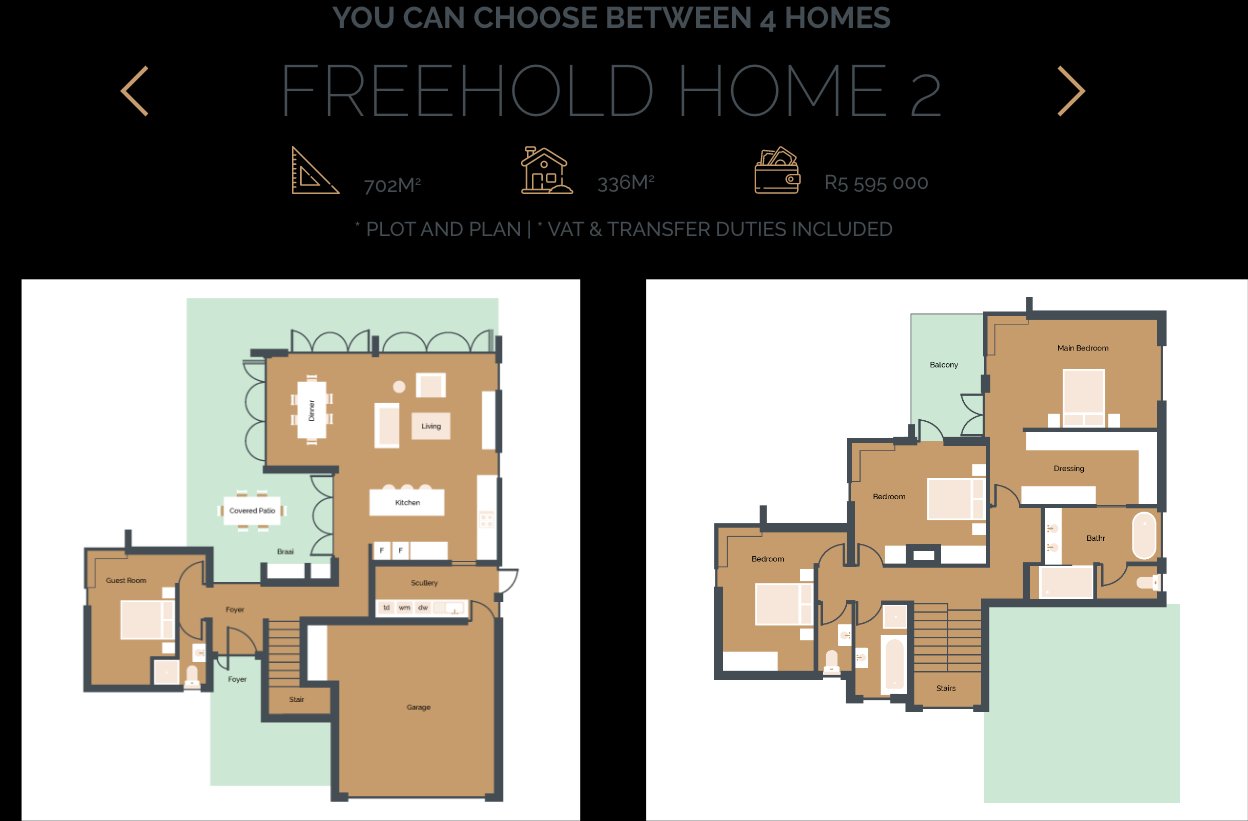 YOU CAN CHOOSE BETWEEN 4 HOMES
FREEHOLD HOME 2
702M²
336M²
R5 595 000
* PLOT AND PLAN | * VAT & TRANSFER DUTIES INCLUDED
Dinner
Living
Kitchen
Covered Patio
Braai
F
F
Guest Room
Scullery
td
wm
dw
Foyer
Foyer
Stair
Garage
Main Bedroom
Balcony
Dressing
Bedroom
Bathr
Bedroom
Stairs